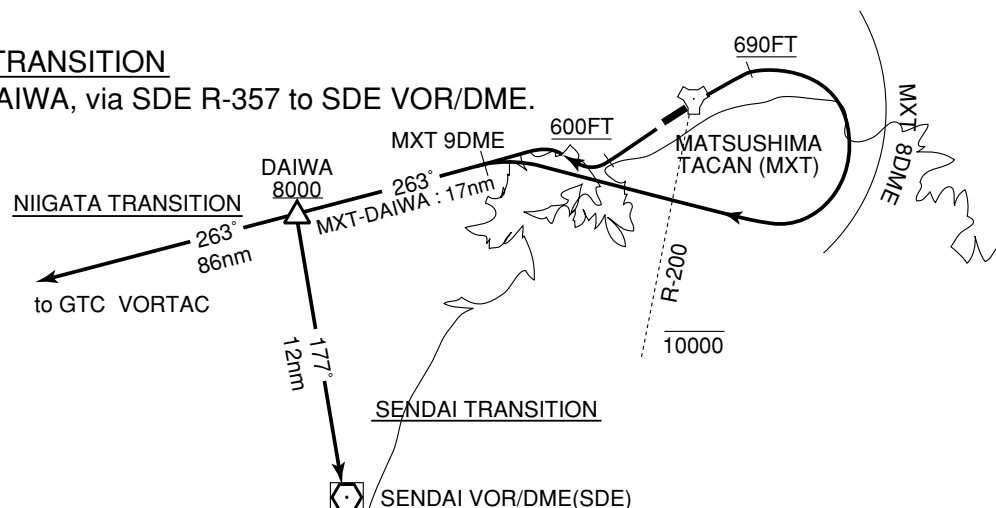 TRANSITION
AIWA, via SDE R-357 to SDE VOR/DME.
690FT
600FT
MXT 9DME
MATSUSHIMA
TACAN (MXT)
MXT 8DME
DAIWA
8000
263°
MXT-DAIWA : 17nm
NIIGATA TRANSITION
263°
86nm
to GTC VORTAC
R-200
10000
177°
12nm
SENDAI TRANSITION
SENDAI VOR/DME(SDE)